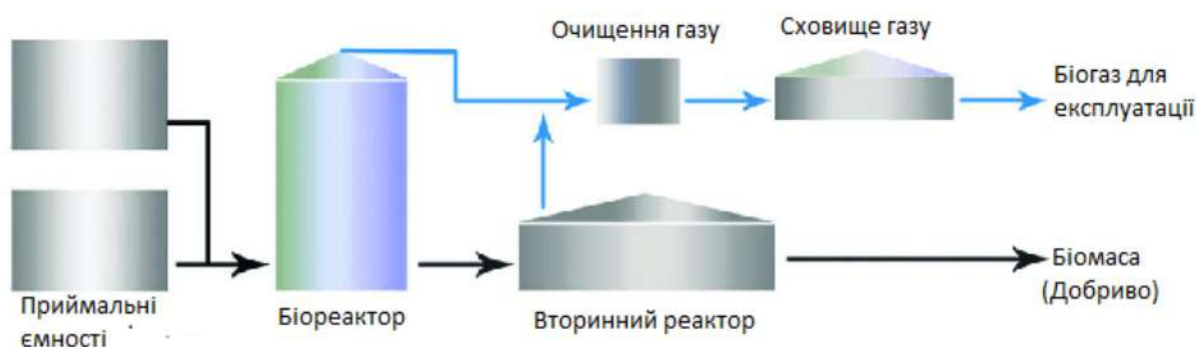 Очищення газу
Сховище газу
Біогаз для
експлуатації
Приймальні
ємності
Біореактор
Вторинний реактор
Біомаса
(Добриво)